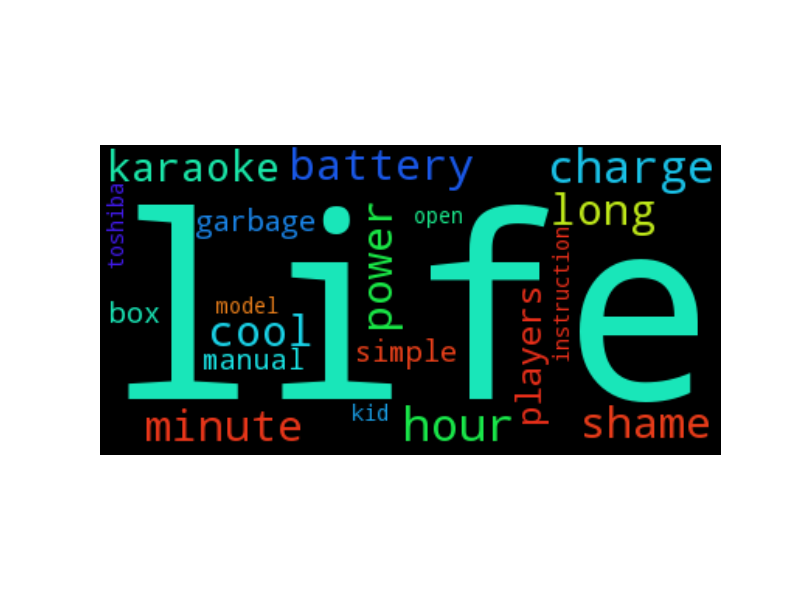 karaoke
battery
charge
toshiba
garbage
open
long
life
power
instruction
box
model
cool
manual
simple
players
minute
kid
hour
shame